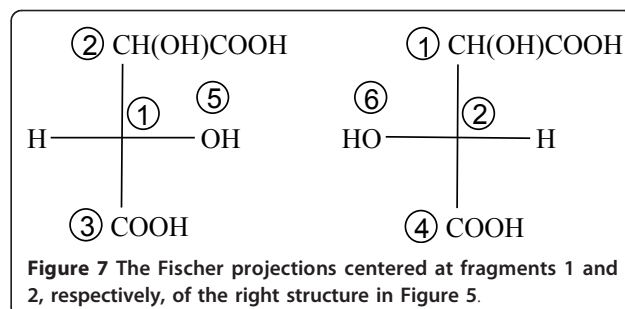 ② CH(OH)COOH ① CH(OH)COOH
① ⑤ ⑥ ②
H OH HO H
③ COOH ④ COOH
Figure 7 The Fischer projections centered at fragments 1 and
2, respectively, of the right structure in Figure 5.